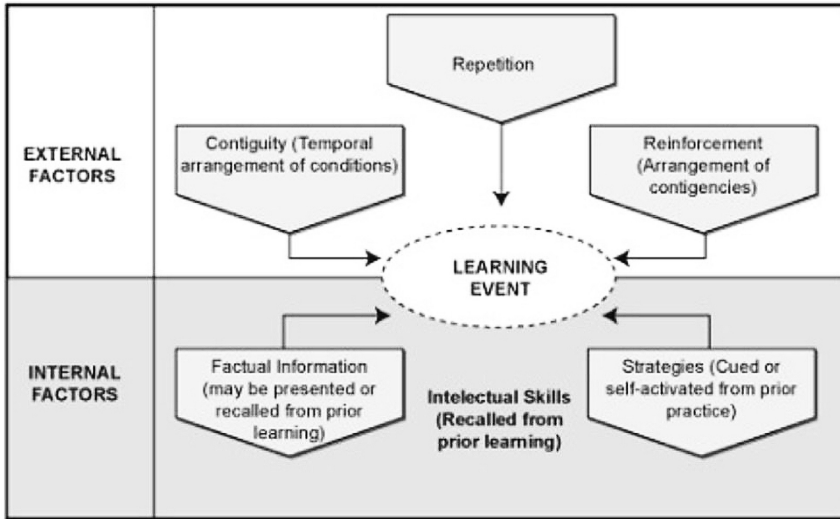 Repetition
EXTERNAL
FACTORS
Contiguity (Temporal
arrangement of conditions)
Reinforcement
(Arrangement of
contigencies)
LEARNING
EVENT
INTERNAL
FACTORS
Factual Information
(may be presented or
recalled from prior
learning)
Intelectual Skills
(Recalled from
prior learning)
Strategies (Cued or
self-activated from prior
practice)